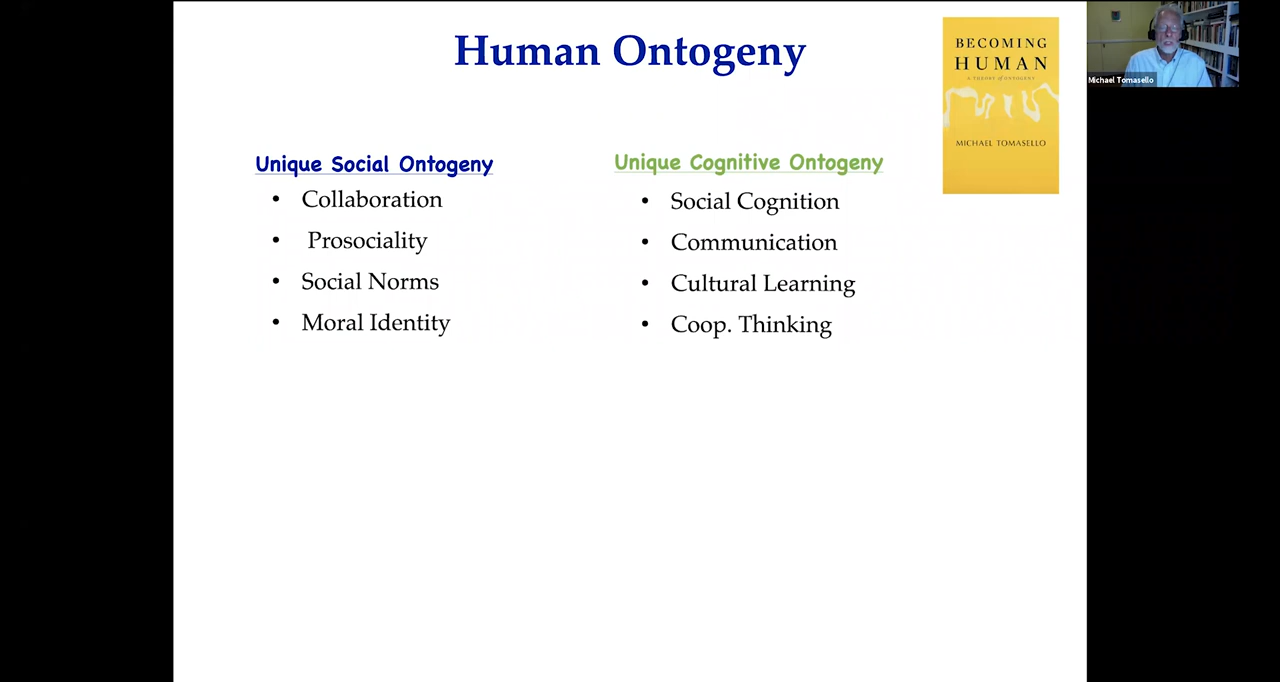 Human Ontogeny
BECOMING
HUMAN
A THEORY of ONTOGENY
MICHAEL TOMASELLO
Michael Tomasello
Unique Social Ontogeny
• Collaboration
• Prosociality
• Social Norms
• Moral Identity
Unique Cognitive Ontogeny
• Social Cognition
• Communication
• Cultural Learning
• Coop. Thinking